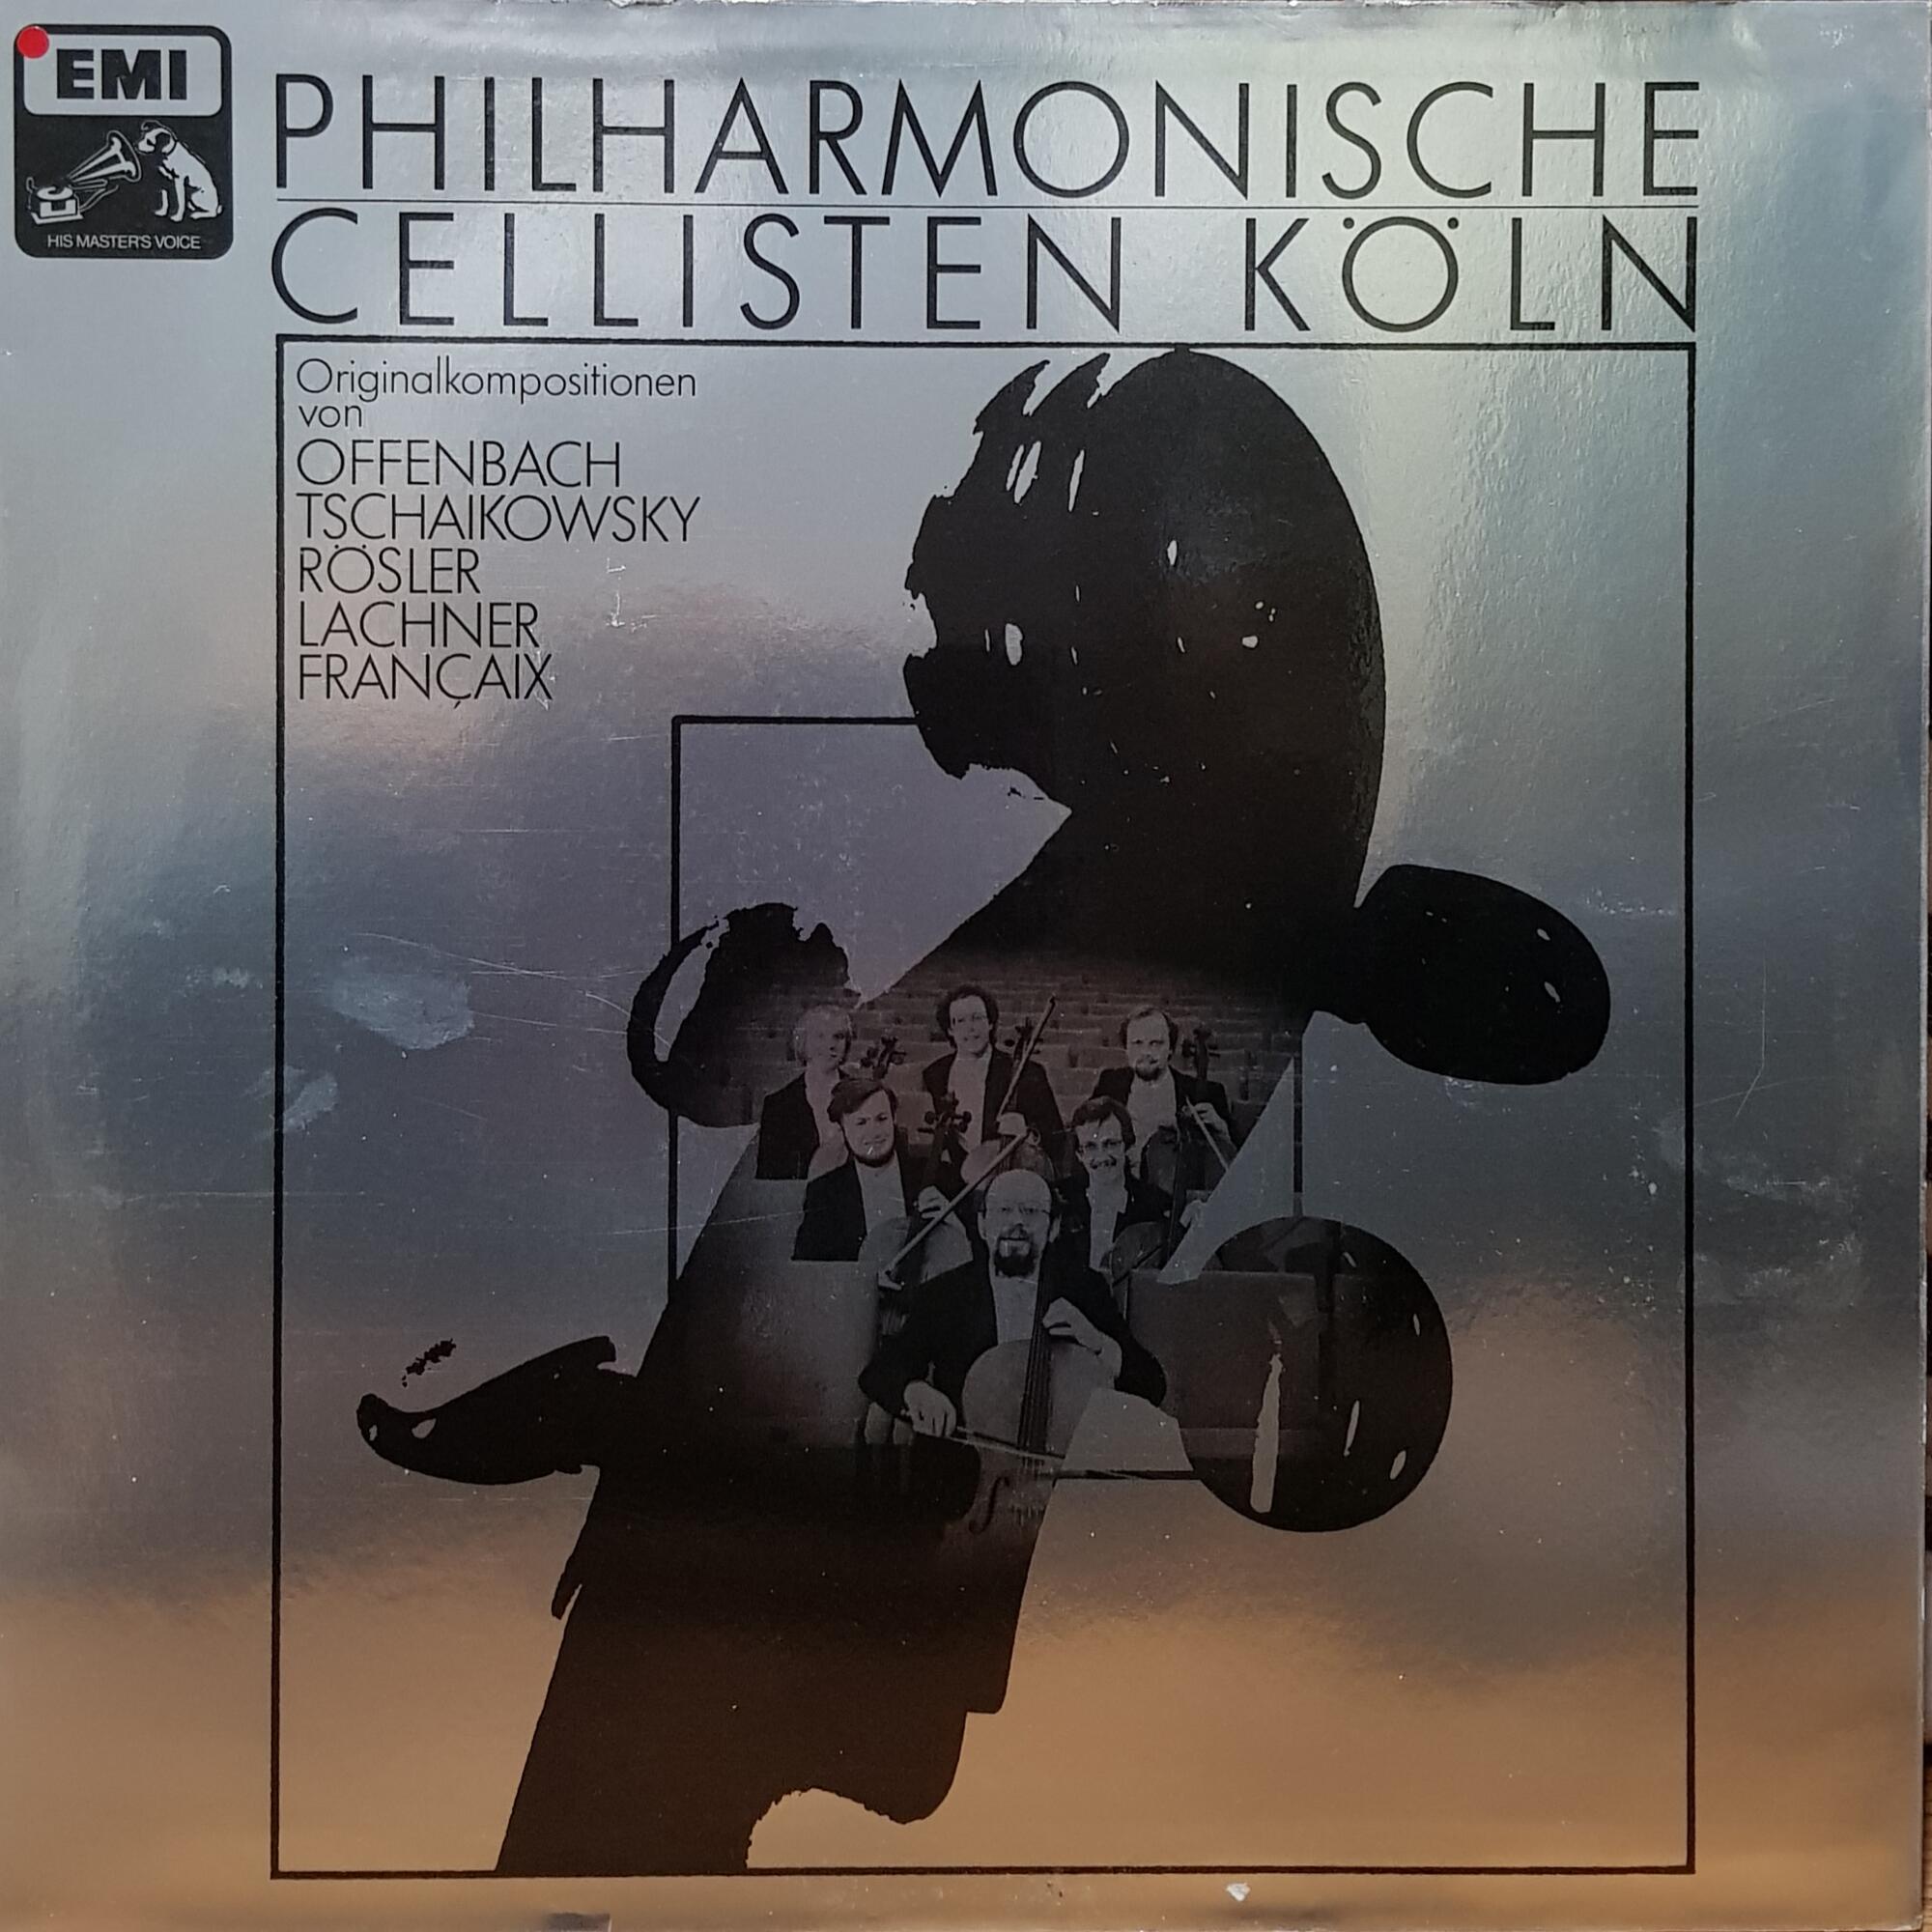 EMI
HIS MASTER'S VOICE
PHILHARMONISCHE
CELLISTEN KÖLN
Originalkompositionen
von
OFFENBACH
TSCHAIKOWSKY
RÖSLER
LACHNER
FRANÇAIX